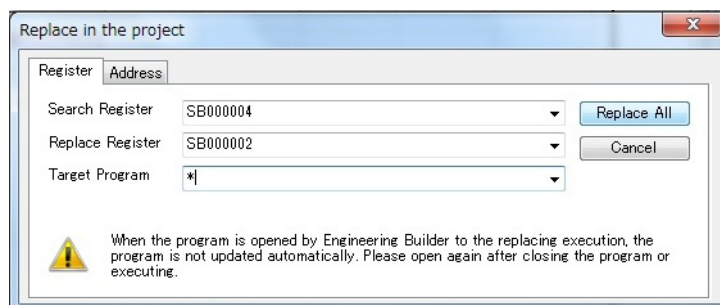 Replace in the project
Register
Address
Search Register SB000004
Replace All
Replace Register SB000002
Cancel
Target Program *
When the program is opened by Engineering Builder to the replacing execution, the
program is not updated automatically. Please open again after closing the program or
executing.